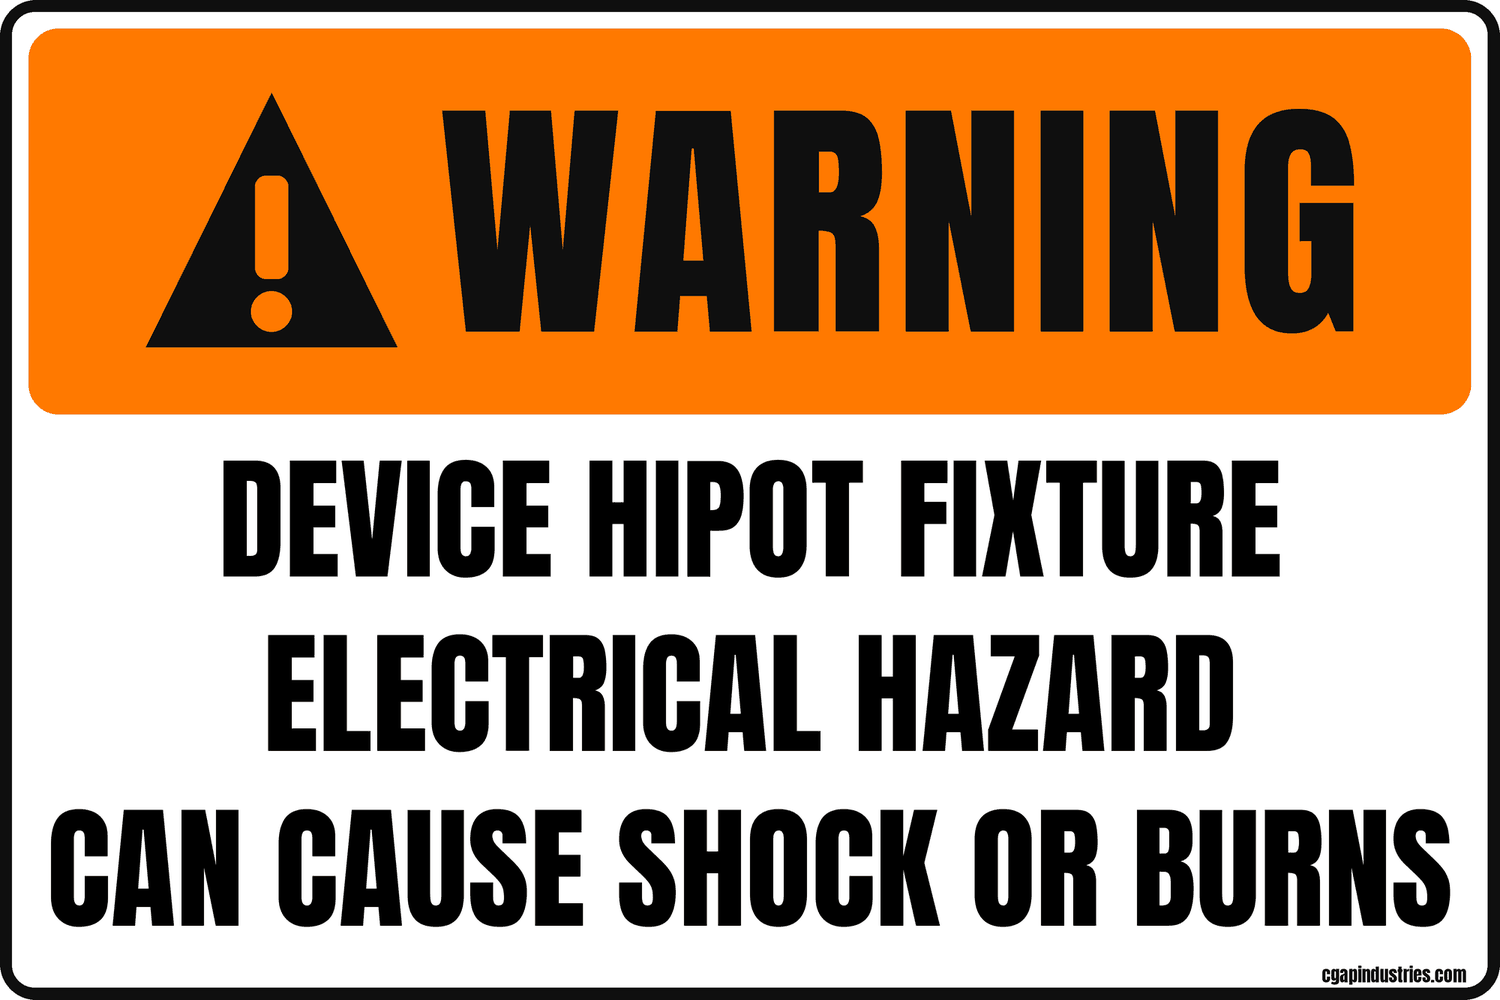 WARNING
DEVICE HIPOT FIXTURE
ELECTRICAL HAZARD
CAN CAUSE SHOCK OR BURNS
cgapindustries.com